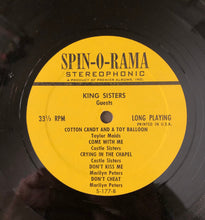 SPIN-O-RAMA
STEREOPHONIC
A PRODUCT OF PREMIER ALBUMS, INC.
KING SISTERS
Guests
33⅓ RPM
LONG PLAYING
PRINTED IN U.S.A.
COTTON CANDY AND A TOY BALLOON
Taylor Maids
COME WITH ME
Castle Sisters
CRYING IN THE CHAPEL
Castle Sisters
DON'T KISS ME
Marilyn Peters
DON'T CHEAT
Marilyn Peters
S-177-B